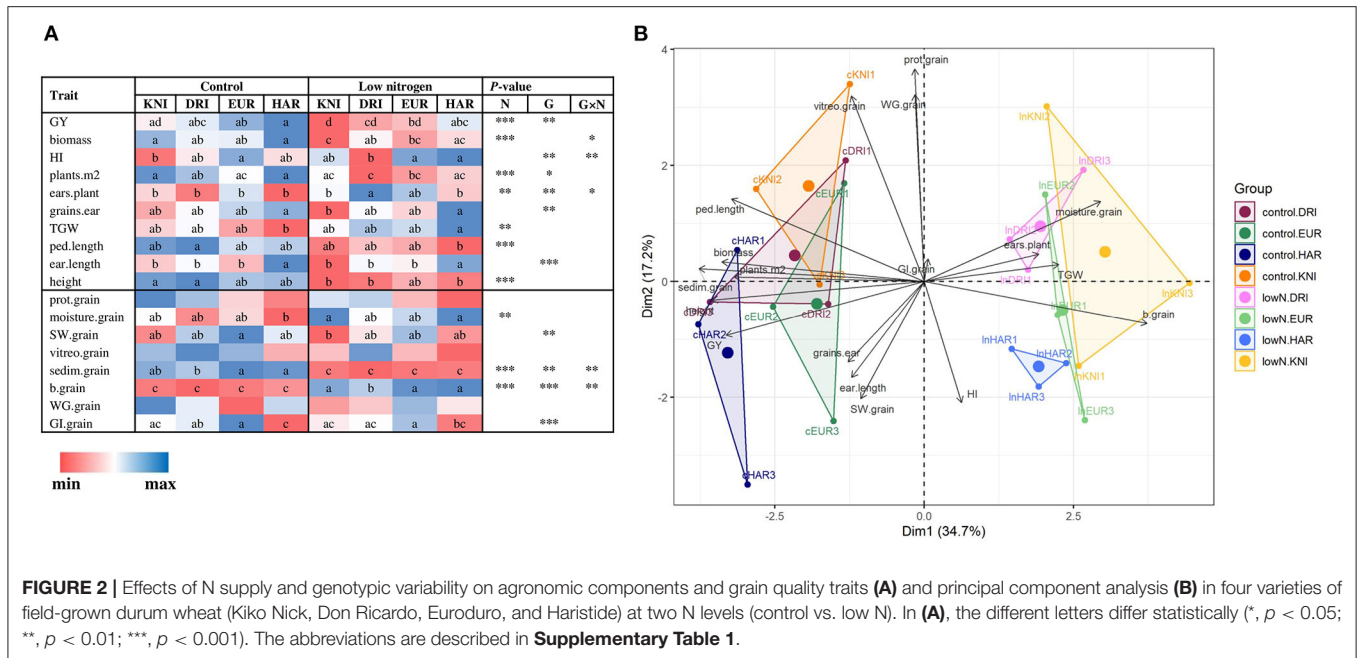 A
Trait Control Low nitrogen P-value
KNI DRI EUR HAR KNI DRI EUR HAR N G G×N
GY ad abc ab a d cd bd abc *** **
biomass a ab ab a c ab bc ac *** *
HI b ab a ab ab b a a ** **
plants.m2 a ab ac a ac c bc ac *** *
ears.plant b b b b b a ab b ** ** *
grains.ear ab ab ab a b ab ab a **
TGW ab ab ab b ab ab ab a **
ped.length ab a ab ab ab ab ab b ***
ear.length b b b a b b b a ***
height a a ab ab ab b ab b ***
prot.grain
moisture.grain ab ab ab b a ab ab a **
SW.grain ab ab a ab b ab ab ab **
vitreo.grain
sedim.grain ab b a a c c c c *** ** **
b.grain c c c c a b a a *** *** **
WG.grain
GI.grain ac ab a c ac ac a bc ***
min max
B
4
prot.grain
cKNI1
vitreo.grain
WG.grain
lnKNI2
2
cDRI1
lnDRI3
cKNI2
cEUR1
lnEUR2
ped.length
moisture.grain
cHAR1
lnDRI2
ears.plant
biomass
plants.m2
GI.grain
TGW
lnDRI1
sedim.grain
0
lnKNI3
cDRI3
cDRI2
cEUR2
lnEUR1
b.grain
cHAR2
GY
lnHAR1
lnHAR2
grains.ear
lnKNI1
ear.length
lnHAR3
HI
-2
SW.grain
cEUR3
lnEUR3
cHAR3
-2.5 0.0 2.5
Dim1 (34.7%)
Dim2 (17.2%)
Group
control.DRI
control.EUR
control.HAR
control.KNI
lowN.DRI
lowN.EUR
lowN.HAR
lowN.KNI
FIGURE 2 | Effects of N supply and genotypic variability on agronomic components and grain quality traits (A) and principal component analysis (B) in four varieties of
field-grown durum wheat (Kiko Nick, Don Ricardo, Euroduro, and Haristide) at two N levels (control vs. low N). In (A), the different letters differ statistically (*, p < 0.05;
**, p < 0.01; ***, p < 0.001). The abbreviations are described in Supplementary Table 1.